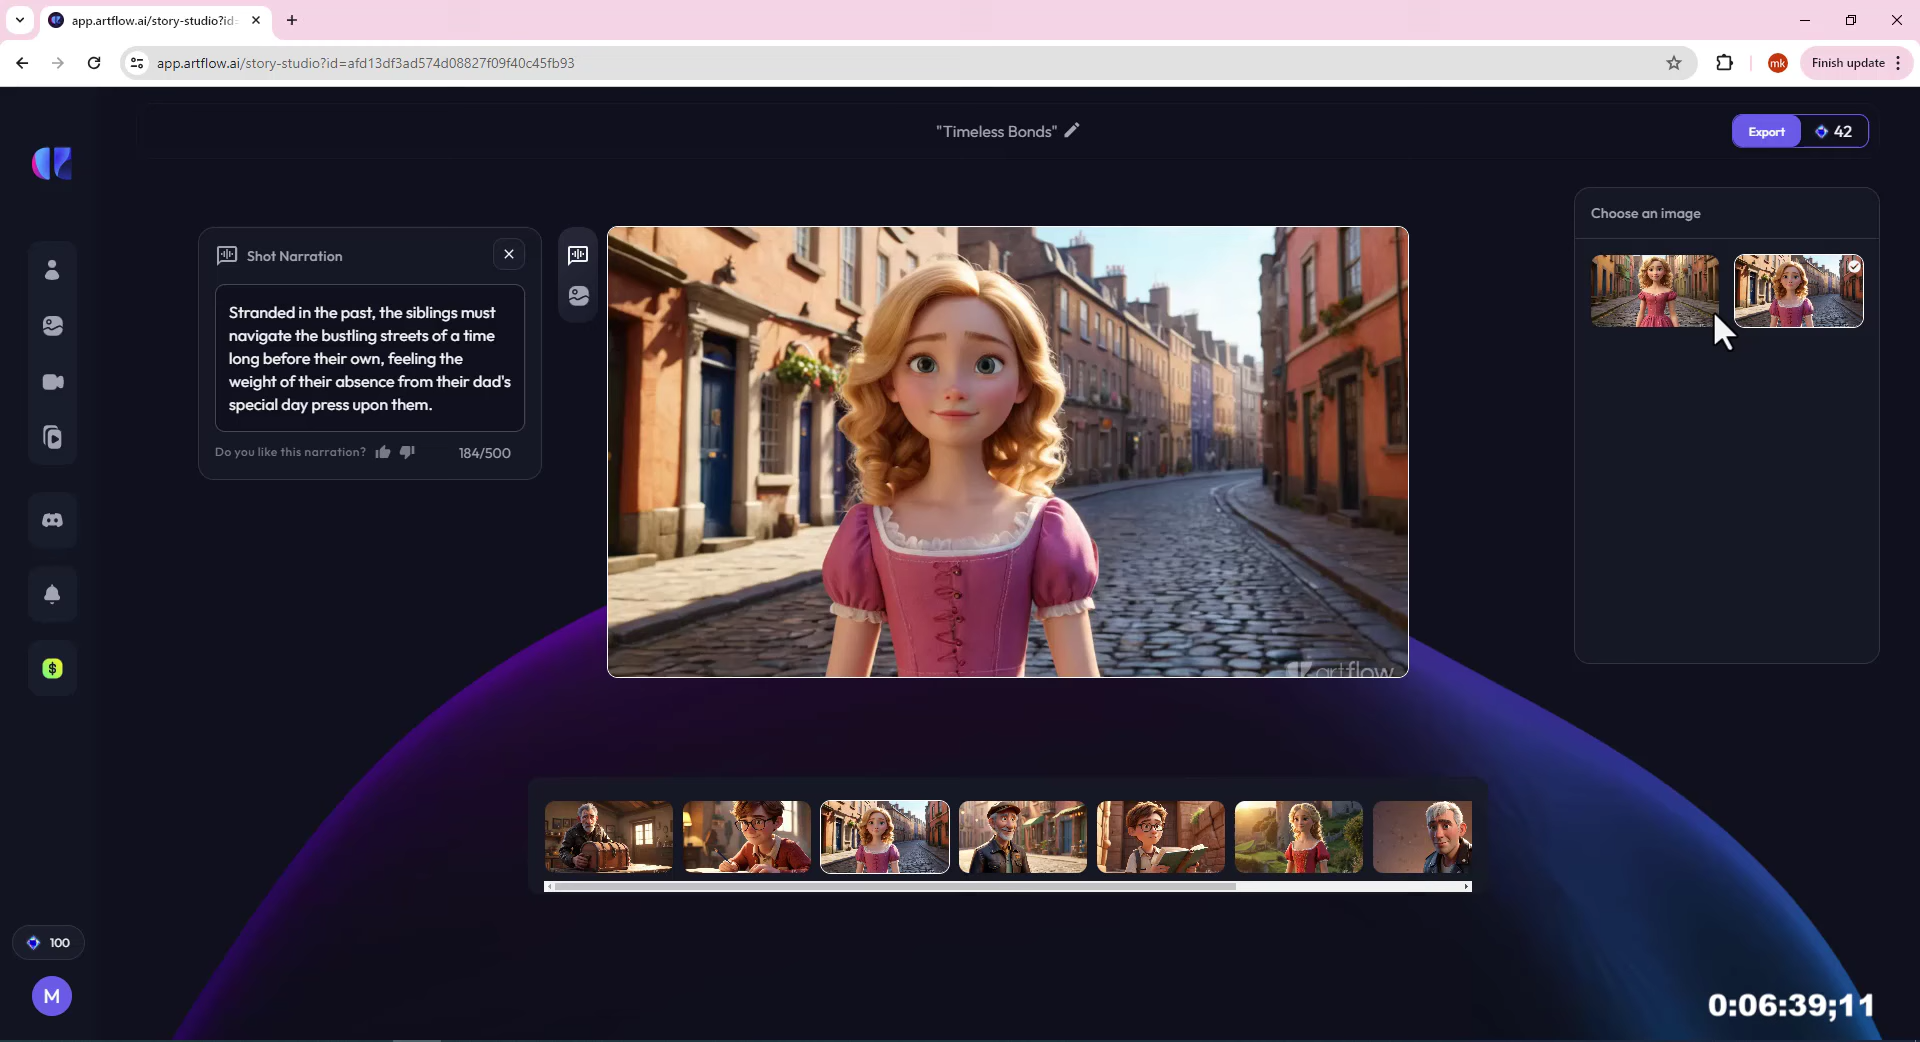 app.artflow.ai/story-studio?id=
app.artflow.ai/story-studio?id=afd13df3ad574d08827f09f40c45fb93
mk
Finish update
"Timeless Bonds"
Export
42
Shot Narration
Stranded in the past, the siblings must
navigate the bustling streets of a time
long before their own, feeling the
weight of their absence from their dad's
special day press upon them.
Do you like this narration?
184/500
artflow
Choose an image
$
100
M
0:06:39;11